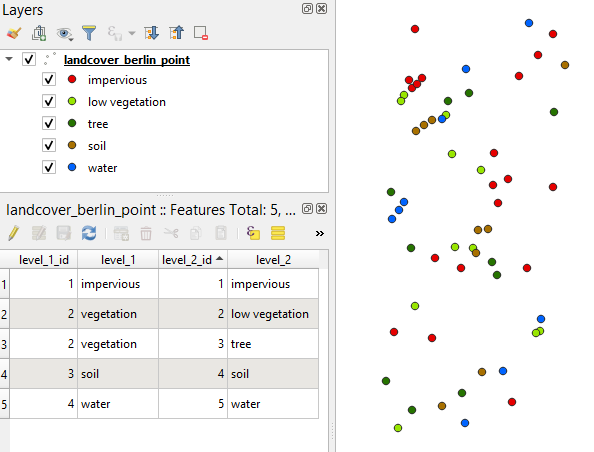 Layers
landcover_berlin_point
impervious
low vegetation
tree
soil
water
landcover_berlin_point :: Features Total: 5, ...
»
level_1_id level_1 level_2_id level_2
1 1 impervious 1 impervious
2 2 vegetation 2 low vegetation
3 2 vegetation 3 tree
4 3 soil 4 soil
5 4 water 5 water